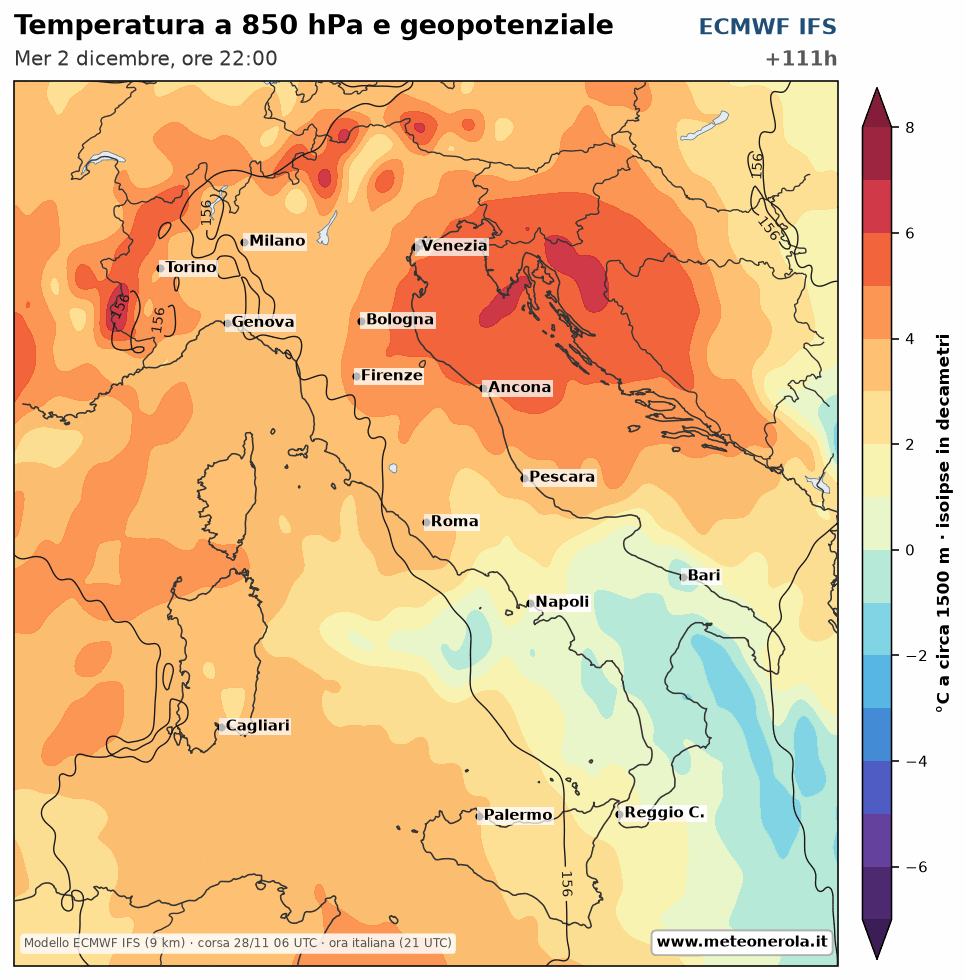 Temperatura a 850 hPa e geopotenziale
ECMWF IFS
Mer 2 dicembre, ore 22:00
+111h
8
6
4
2
0
−2
−4
−6
°C a circa 1500 m · isoipse in decametri
156
156
156
156
156
156
Milano
Venezia
Torino
Genova
Bologna
Firenze
Ancona
Pescara
Roma
Bari
Napoli
Cagliari
Palermo
Reggio C.
Modello ECMWF IFS (9 km) · corsa 28/11 06 UTC · ora italiana (21 UTC)
www.meteonerola.it